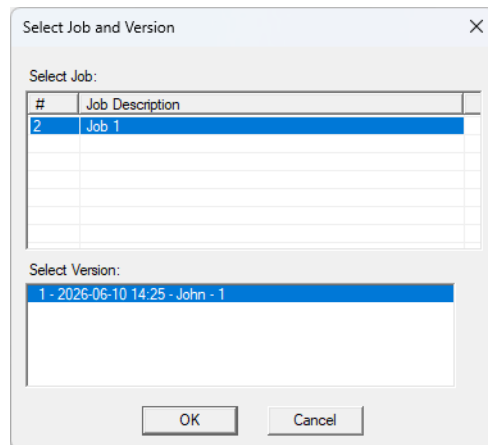 Select Job and Version
Select Job:
# Job Description
2 Job 1
Select Version:
1 - 2026-06-10 14:25 - John - 1
OK Cancel